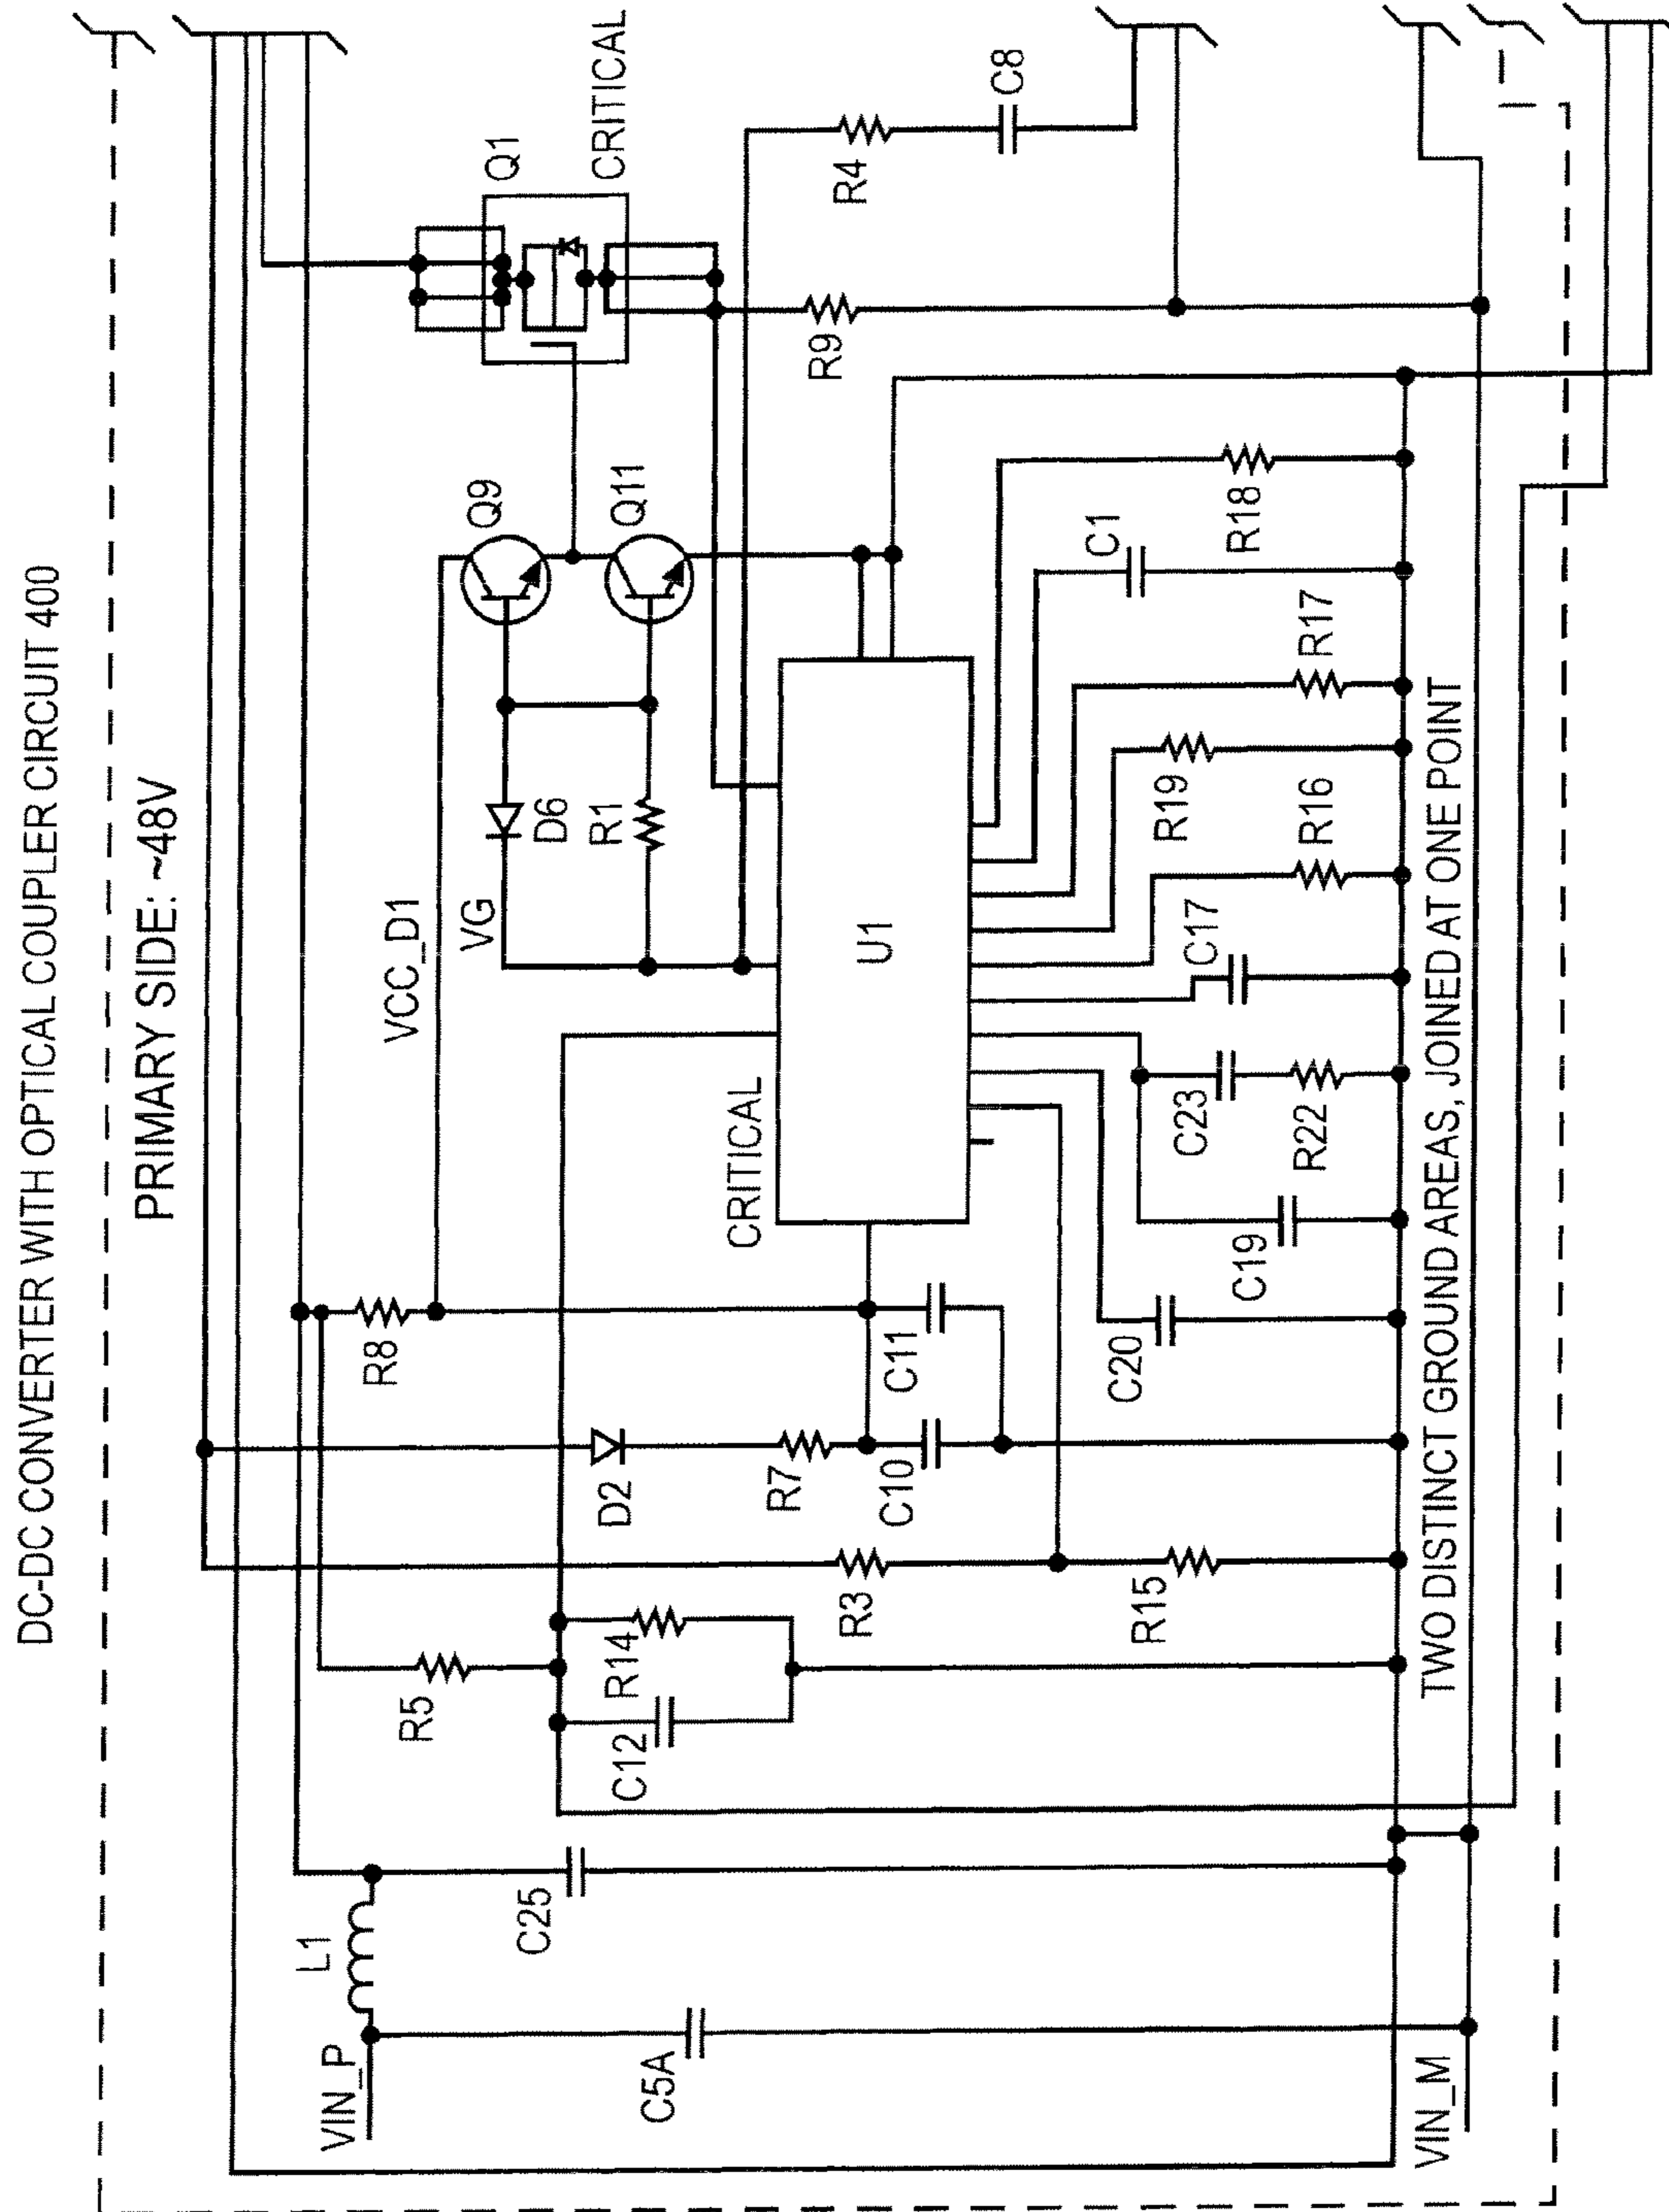 DC-DC CONVERTER WITH OPTICAL COUPLER CIRCUIT 400
PRIMARY SIDE: ~48V
VIN_P
L1
C25
C5A
VIN_M
R5
R8
VCC_D1
VG
D6
R1
Q9
Q11
Q1
CRITICAL
C12
R14
D2
R7
C10
C11
CRITICAL
U1
R9
R4
C8
R3
R15
C20
C19
C23
R22
C17
R16
R19
R17
C1
R18
TWO DISTINCT GROUND AREAS, JOINED AT ONE POINT